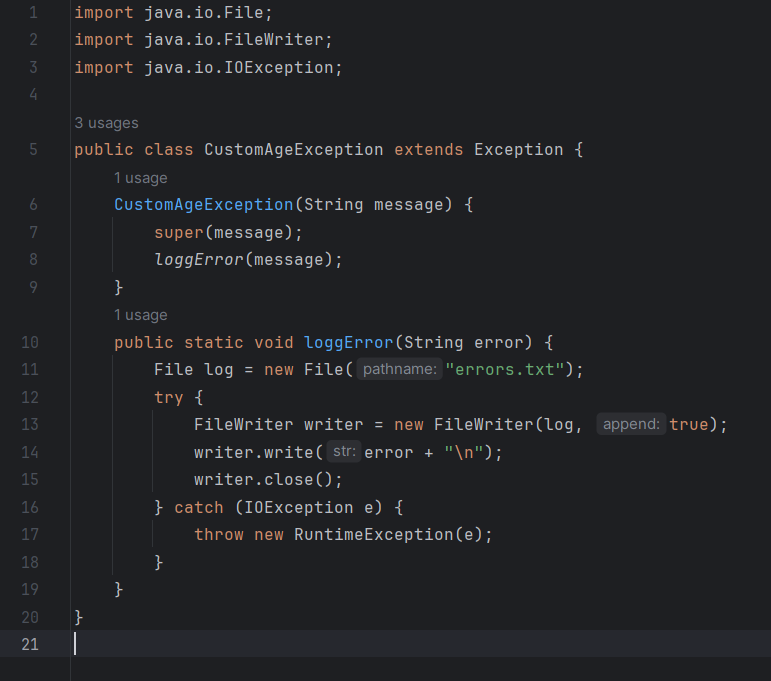 1 import java.io.File;
2 import java.io.FileWriter;
3 import java.io.IOException;
4
3 usages
5 public class CustomAgeException extends Exception {
1 usage
6 CustomAgeException(String message) {
7 super(message);
8 loggError(message);
9 }
1 usage
10 public static void loggError(String error) {
11 File log = new File( pathname: "errors.txt");
12 try {
13 FileWriter writer = new FileWriter(log, append: true);
14 writer.write( str: error + "\n");
15 writer.close();
16 } catch (IOException e) {
17 throw new RuntimeException(e);
18 }
19 }
20 }
21